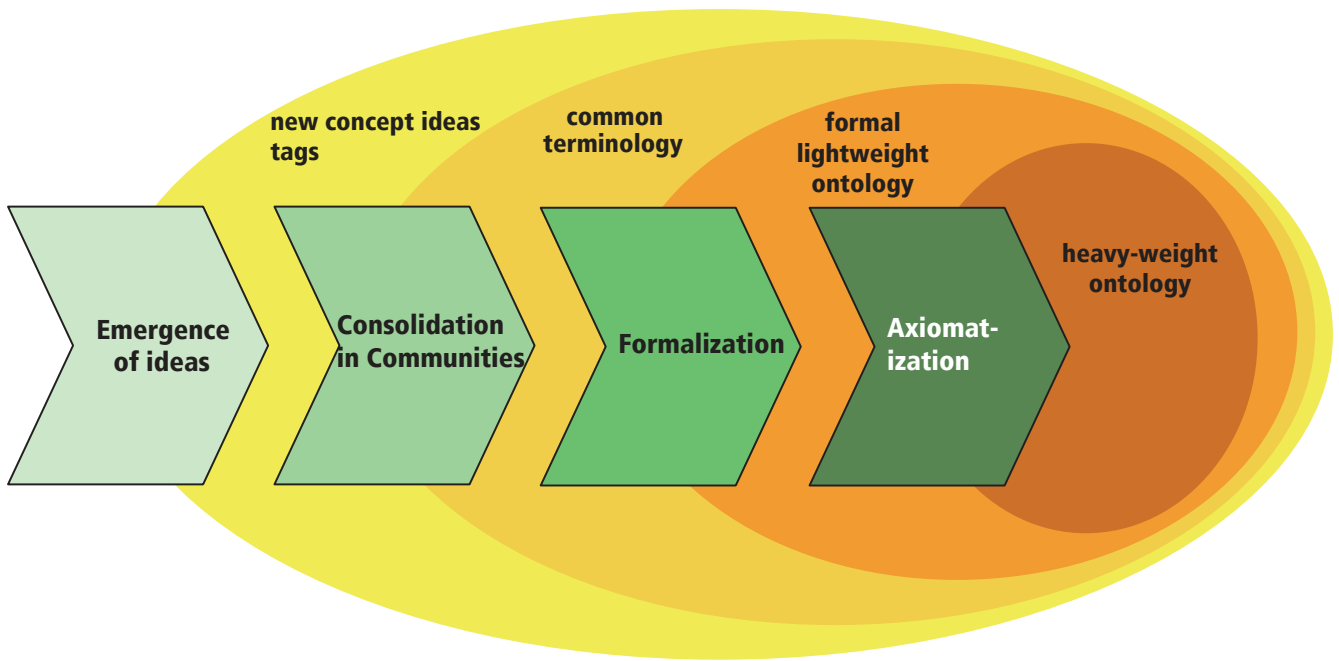 new concept ideas
tags
common
terminology
formal
lightweight
ontology
heavy-weight
ontology
Emergence
of ideas
Consolidation
in Communities
Formalization
Axiomat-
ization